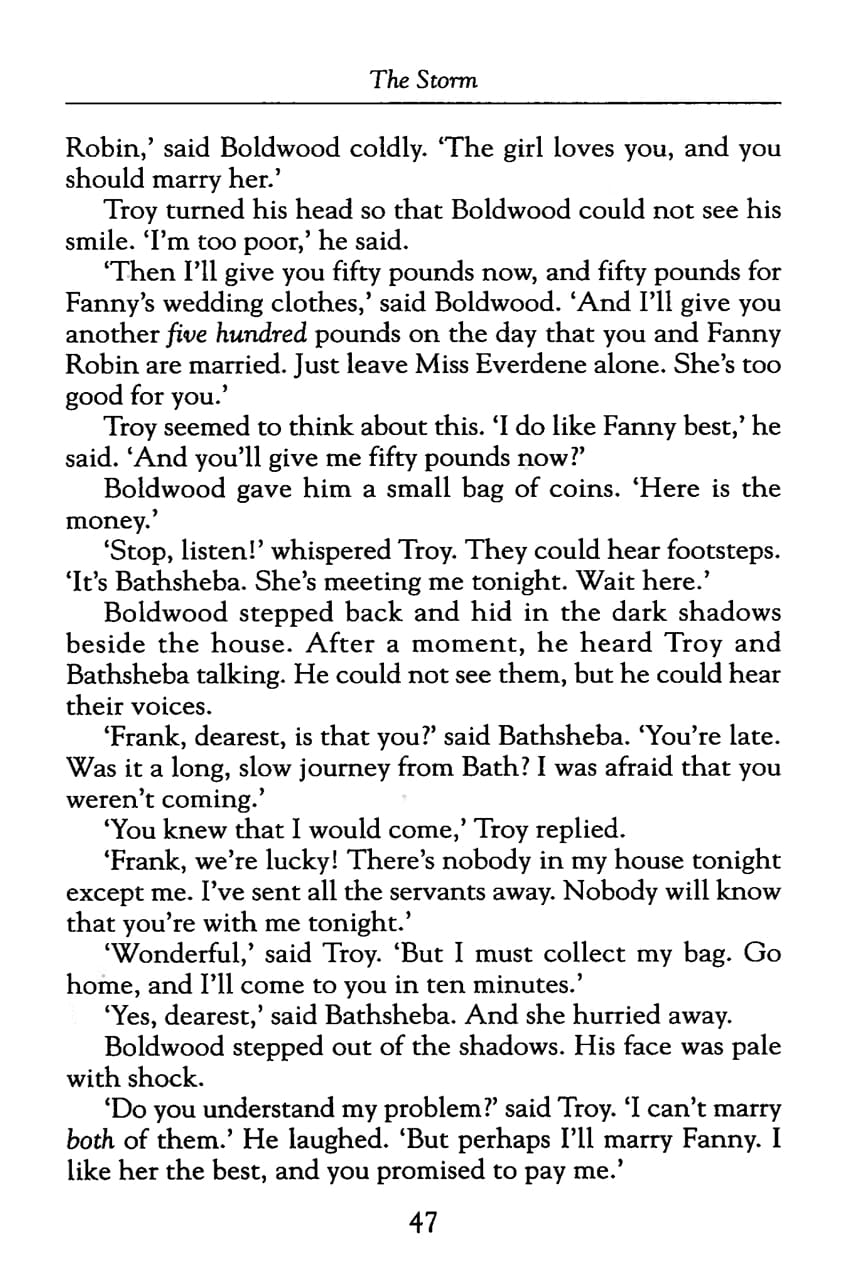 The Storm
Robin,’ said Boldwood coldly. ‘The girl loves you, and you
should marry her.’
Troy turned his head so that Boldwood could not see his
smile. ‘I’m too poor,’ he said.
‘Then I’ll give you fifty pounds now, and fifty pounds for
Fanny’s wedding clothes,’ said Boldwood. ‘And I’ll give you
another five hundred pounds on the day that you and Fanny
Robin are married. Just leave Miss Everdene alone. She’s too
good for you.’
Troy seemed to think about this. ‘I do like Fanny best,’ he
said. ‘And you’ll give me fifty pounds now?’
Boldwood gave him a small bag of coins. ‘Here is the
money.’
‘Stop, listen!’ whispered Troy. They could hear footsteps.
‘It’s Bathsheba. She’s meeting me tonight. Wait here.’
Boldwood stepped back and hid in the dark shadows
beside the house. After a moment, he heard Troy and
Bathsheba talking. He could not see them, but he could hear
their voices.
‘Frank, dearest, is that you?’ said Bathsheba. ‘You’re late.
Was it a long, slow journey from Bath? I was afraid that you
weren’t coming.’
‘You knew that I would come,’ Troy replied.
‘Frank, we’re lucky! There’s nobody in my house tonight
except me. I’ve sent all the servants away. Nobody will know
that you’re with me tonight.’
‘Wonderful,’ said Troy. ‘But I must collect my bag. Go
home, and I’ll come to you in ten minutes.’
‘Yes, dearest,’ said Bathsheba. And she hurried away.
Boldwood stepped out of the shadows. His face was pale
with shock.
‘Do you understand my problem?’ said Troy. ‘I can’t marry
both of them.’ He laughed. ‘But perhaps I’ll marry Fanny. I
like her the best, and you promised to pay me.’
47